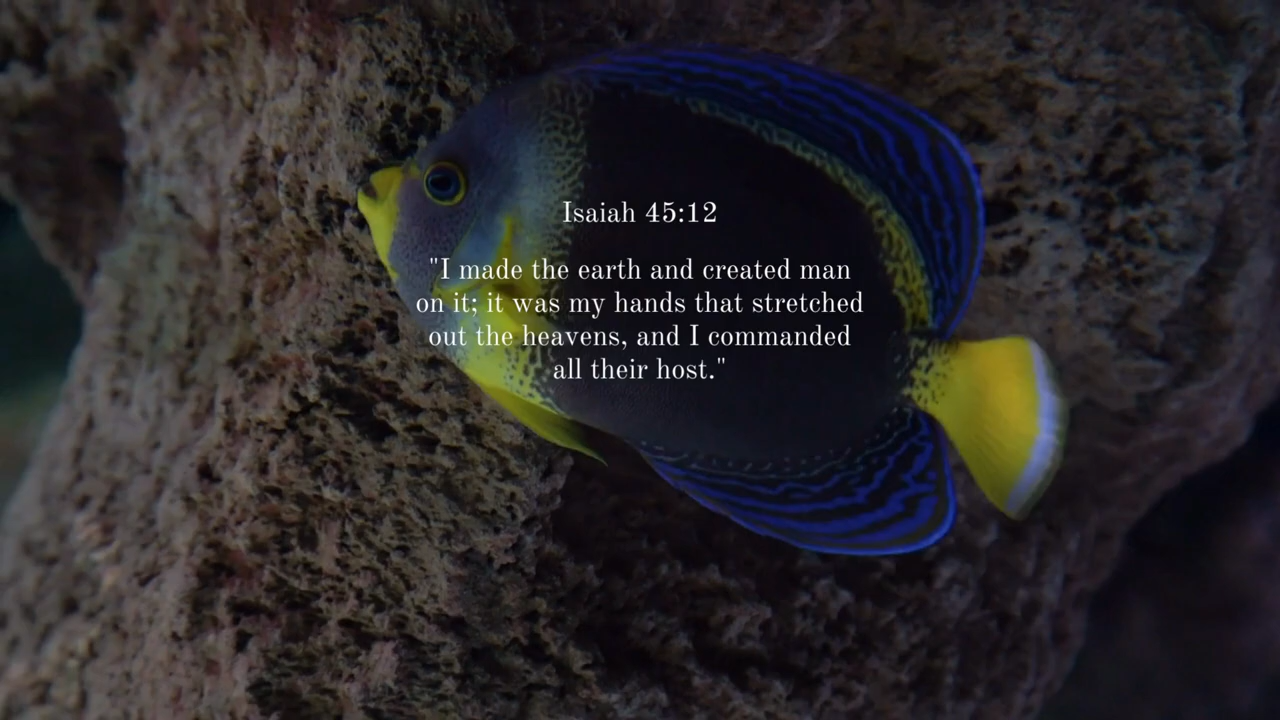 Isaiah 45:12
"I made the earth and created man
on it; it was my hands that stretched
out the heavens, and I commanded
all their host."